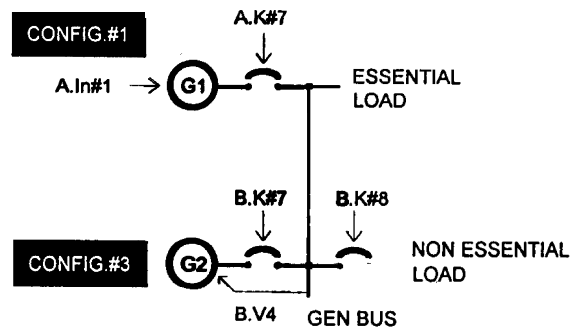 CONFIG.#1
A.K#7
A.In#1
G1
ESSENTIAL
LOAD
B.K#7
B.K#8
CONFIG.#3
G2
NON ESSENTIAL
LOAD
B.V4
GEN BUS